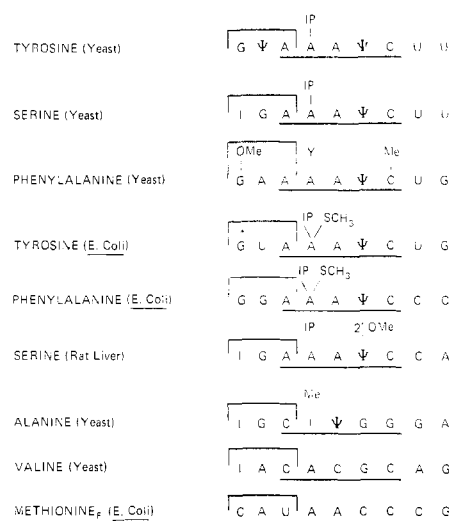 IP
TYROSINE (Yeast) G Ψ A A A Ψ C U U
IP
SERINE (Yeast) I G A A A Ψ C U U
OMe Y Me
PHENYLALANINE (Yeast) G A A A A Ψ C U G
IP SCH3
TYROSINE (E. Coli) G U A A A Ψ C U G
IP SCH3
PHENYLALANINE (E. Coli) G G A A A Ψ C C C
IP 2' OMe
SERINE (Rat Liver) I G A A A Ψ C C A
Me
ALANINE (Yeast) I G C I Ψ G G G A
VALINE (Yeast) I A C A C G C A G
METHIONINEF (E. Coli) C A U A A C C C G